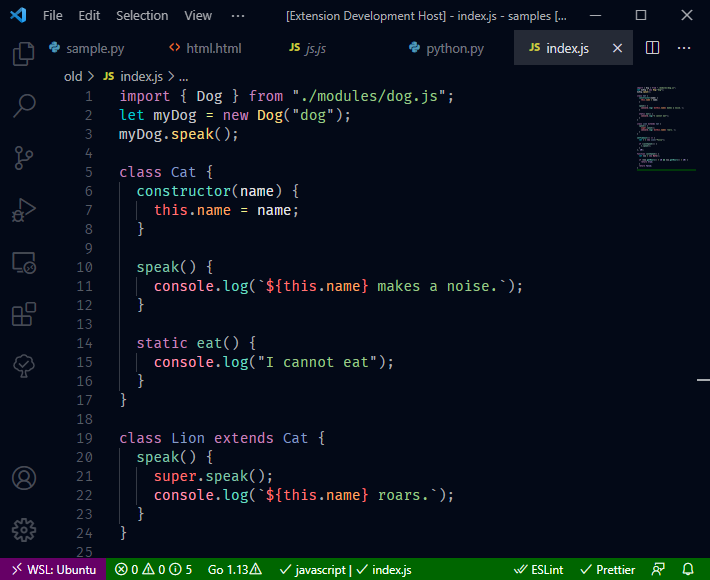 File Edit Selection View ··· [Extension Development Host] - index.js - samples [...
sample.py <> html.html JS js.js python.py JS index.js
old > JS index.js > ...
1 import { Dog } from "./modules/dog.js";
2 let myDog = new Dog("dog");
3 myDog.speak();
4
5 class Cat {
6 constructor(name) {
7 this.name = name;
8 }
9
10 speak() {
11 console.log(`${this.name} makes a noise.`);
12 }
13
14 static eat() {
15 console.log("I cannot eat");
16 }
17 }
18
19 class Lion extends Cat {
20 speak() {
21 super.speak();
22 console.log(`${this.name} roars.`);
23 }
24 }
25
WSL: Ubuntu 0 0 5 Go 1.13 javascript | index.js ESLint Prettier